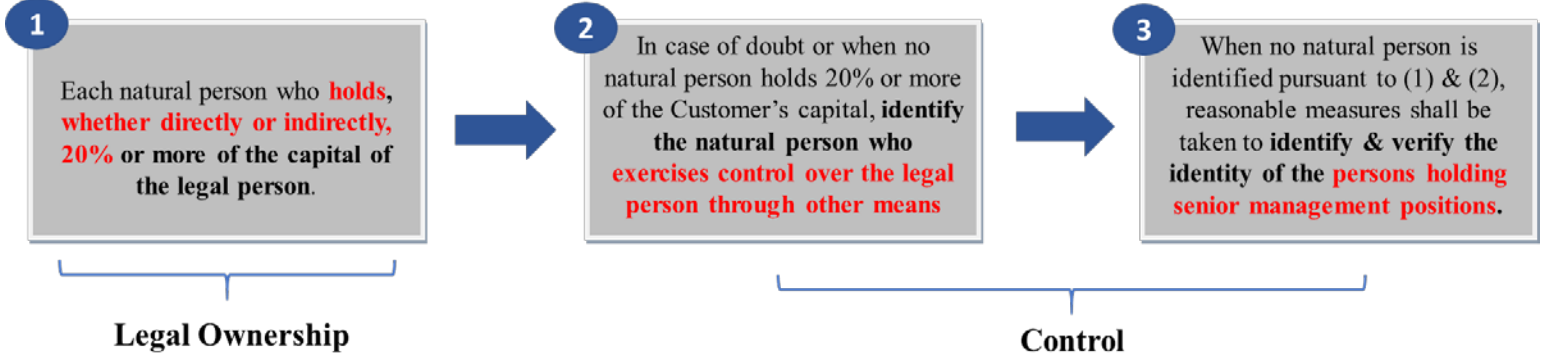 1
Each natural person who holds,
whether directly or indirectly,
20% or more of the capital of
the legal person.
2
In case of doubt or when no
natural person holds 20% or more
of the Customer's capital, identify
the natural person who
exercises control over the legal
person through other means
3
When no natural person is
identified pursuant to (1) & (2),
reasonable measures shall be
taken to identify & verify the
identity of the persons holding
senior management positions.
Legal Ownership
Control